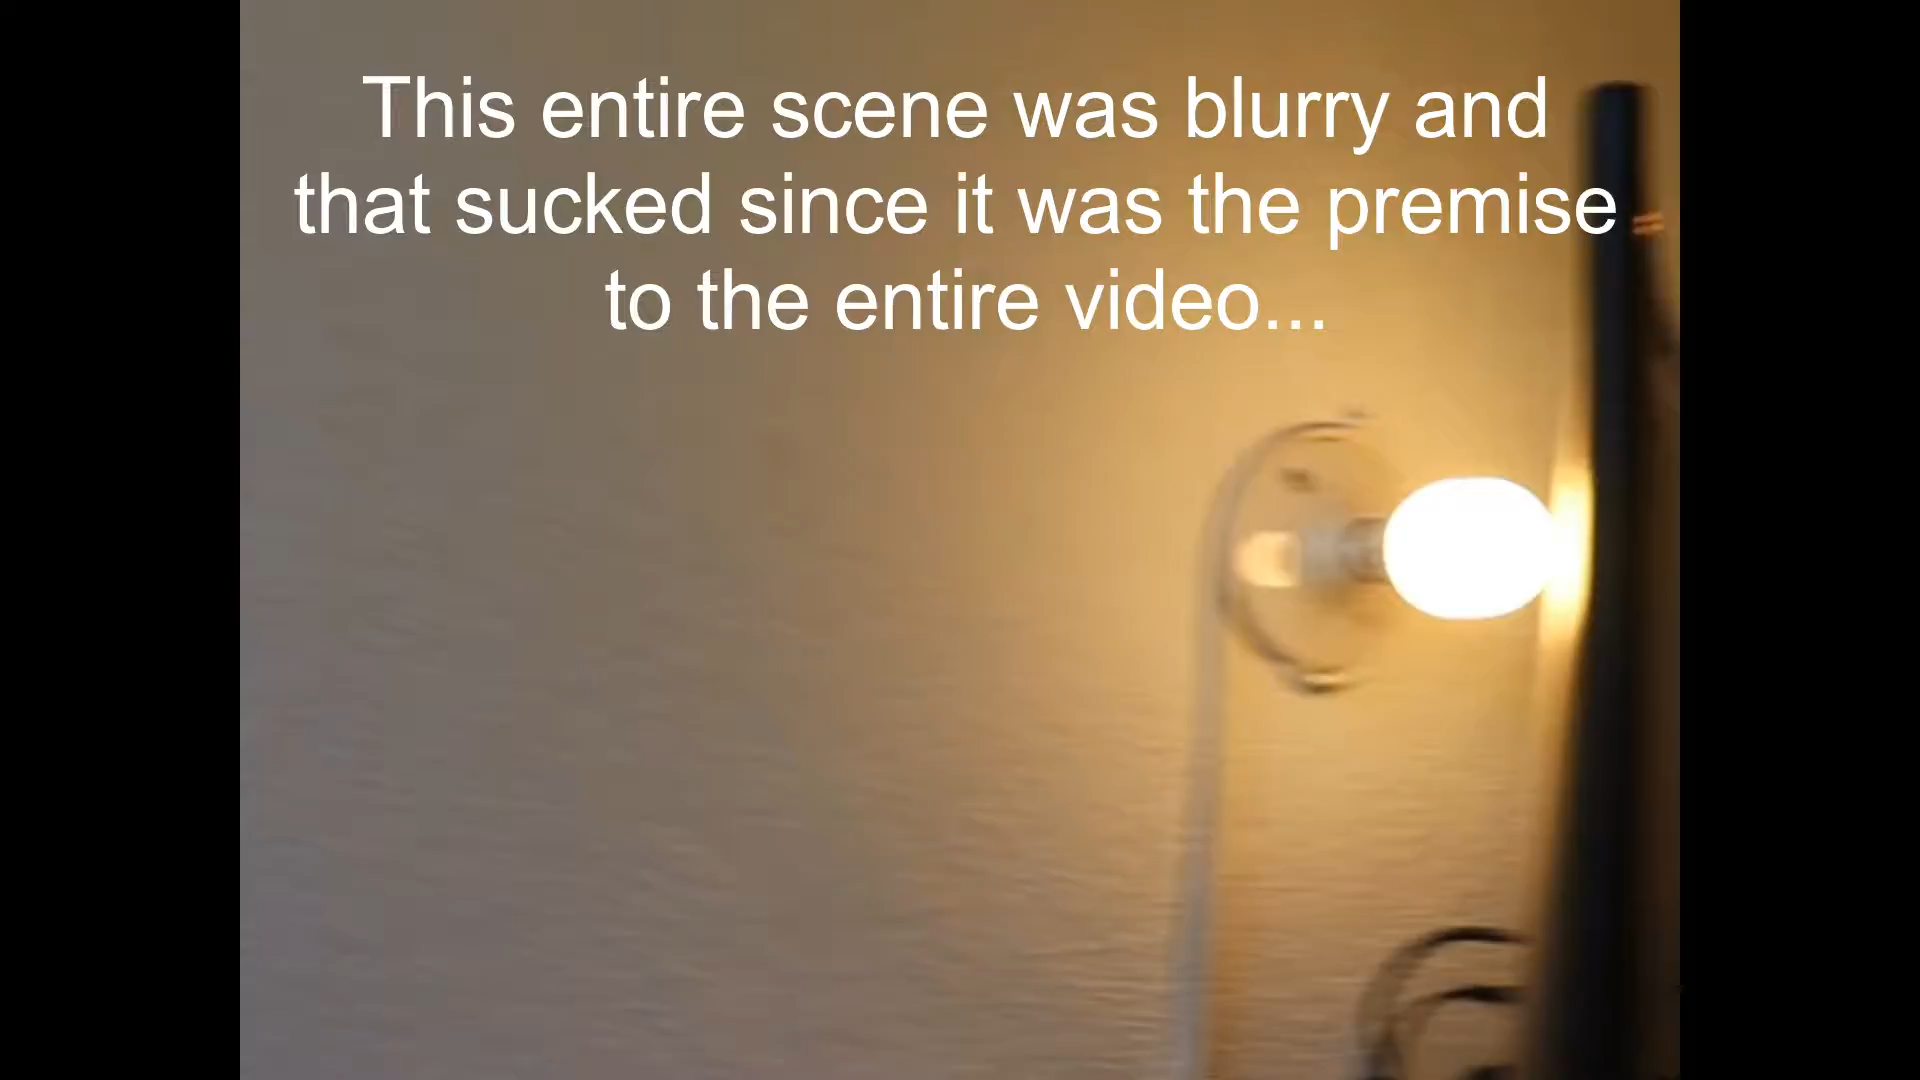 This entire scene was blurry and
that sucked since it was the premise
to the entire video...